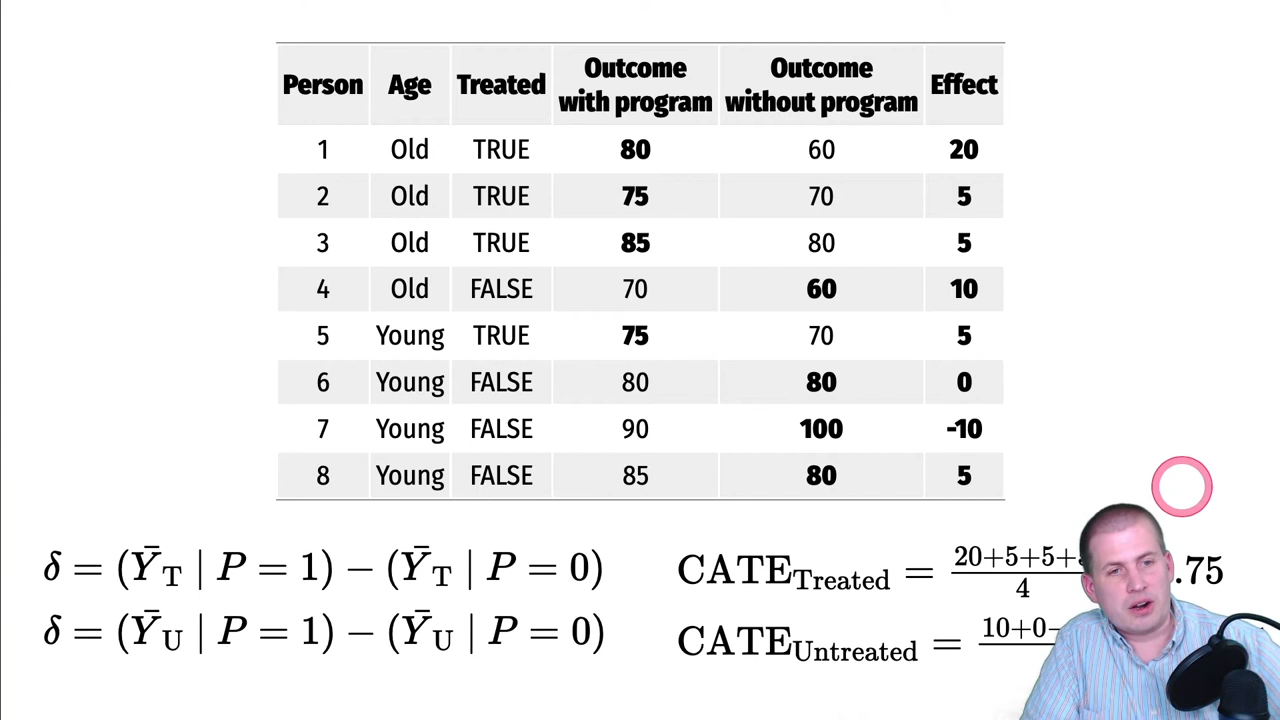 Person Age Treated Outcome with program Outcome without program Effect
1 Old TRUE 80 60 20
2 Old TRUE 75 70 5
3 Old TRUE 85 80 5
4 Old FALSE 70 60 10
5 Young TRUE 75 70 5
6 Young FALSE 80 80 0
7 Young FALSE 90 100 -10
8 Young FALSE 85 80 5
δ = (Ȳ_T | P = 1) − (Ȳ_T | P = 0) CATE_Treated = 20+5+5+ / 4 .75
δ = (Ȳ_U | P = 1) − (Ȳ_U | P = 0) CATE_Untreated = 10+0−